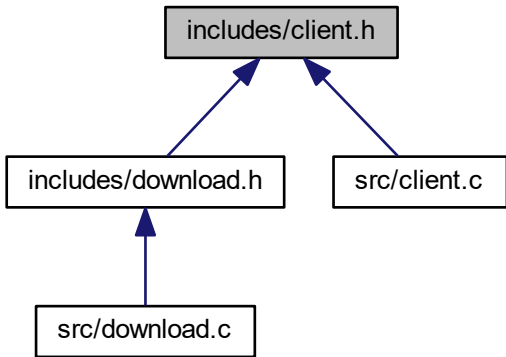 includes/client.h
includes/download.h
src/client.c
src/download.c